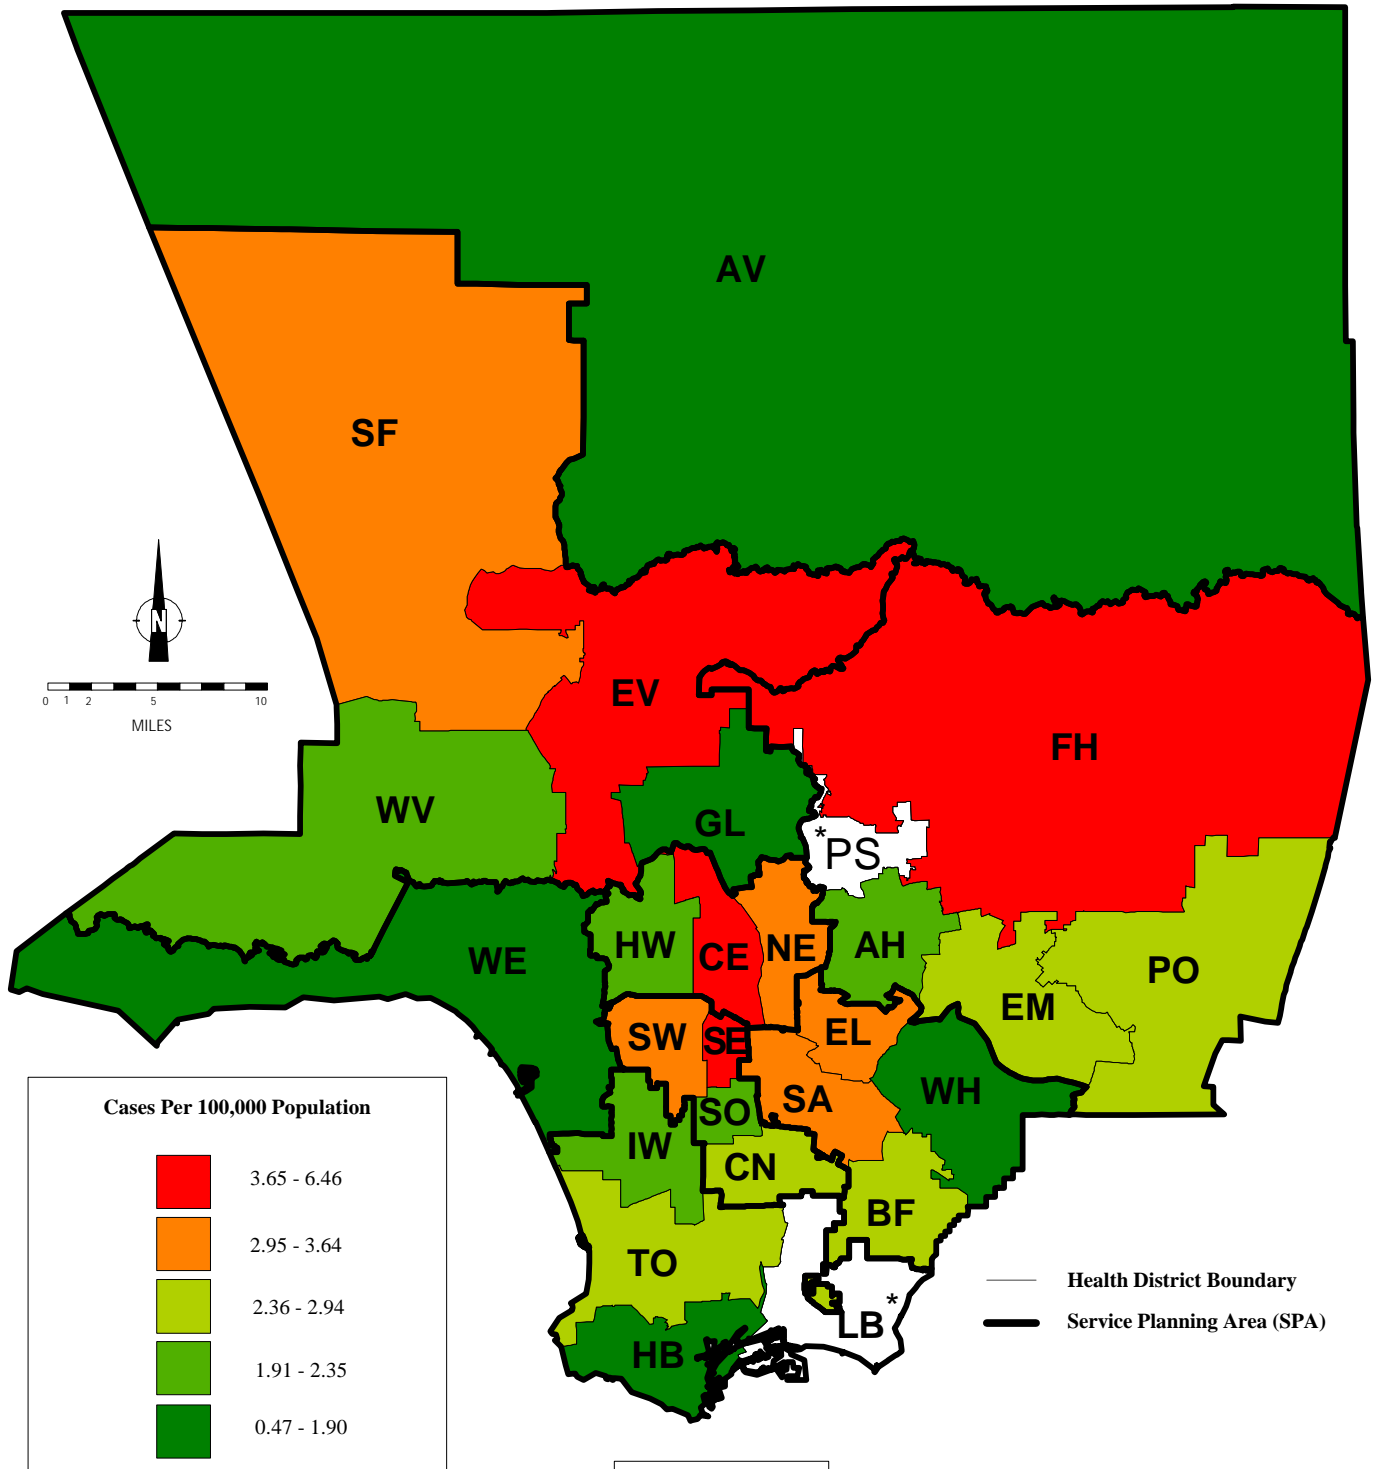 AV
SF
N
0 1 2 5 10
MILES
EV
FH
WV
GL
*PS
HW
CE
NE
AH
WE
PO
EM
SW
SE
EL
WH
SA
SO
IW
CN
BF
TO
LB*
HB
Cases Per 100,000 Population
3.65 - 6.46
2.95 - 3.64
2.36 - 2.94
1.91 - 2.35
0.47 - 1.90
Health District Boundary
Service Planning Area (SPA)